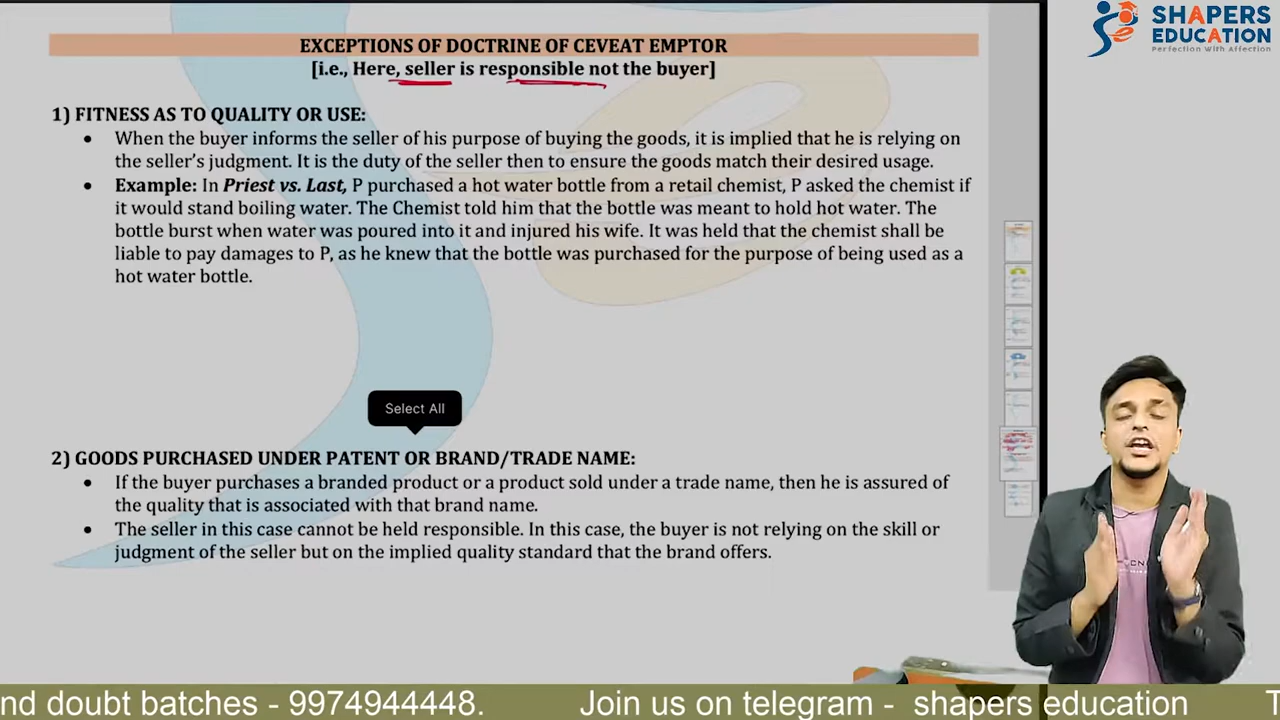 SHAPERS
EDUCATION
Perfection With Affection
EXCEPTIONS OF DOCTRINE OF CEVEAT EMPTOR
[i.e., Here, seller is responsible not the buyer]
1) FITNESS AS TO QUALITY OR USE:
• When the buyer informs the seller of his purpose of buying the goods, it is implied that he is relying on
the seller's judgment. It is the duty of the seller then to ensure the goods match their desired usage.
• Example: In Priest vs. Last, P purchased a hot water bottle from a retail chemist, P asked the chemist if
it would stand boiling water. The Chemist told him that the bottle was meant to hold hot water. The
bottle burst when water was poured into it and injured his wife. It was held that the chemist shall be
liable to pay damages to P, as he knew that the bottle was purchased for the purpose of being used as a
hot water bottle.
Select All
2) GOODS PURCHASED UNDER PATENT OR BRAND/TRADE NAME:
• If the buyer purchases a branded product or a product sold under a trade name, then he is assured of
the quality that is associated with that brand name.
• The seller in this case cannot be held responsible. In this case, the buyer is not relying on the skill or
judgment of the seller but on the implied quality standard that the brand offers.
nd doubt batches - 9974944448. Join us on telegram - shapers education T